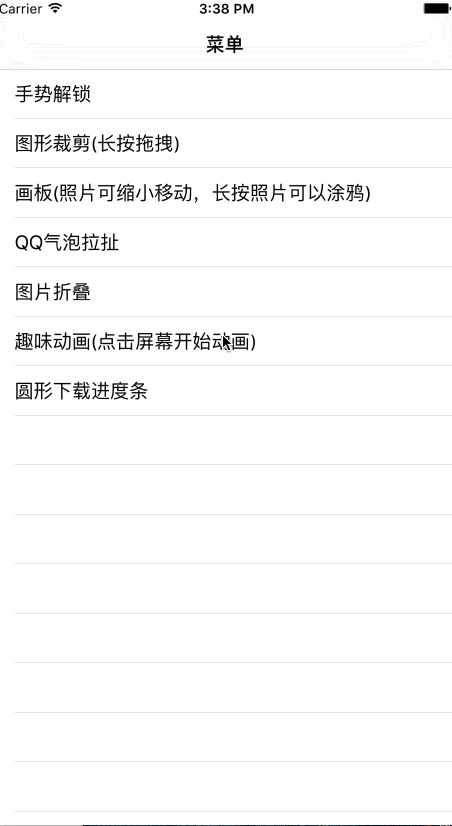 Carrier 3:38 PM
菜单
手势解锁
图形裁剪(长按拖拽)
画板(照片可缩小移动，长按照片可以涂鸦)
QQ气泡拉扯
图片折叠
趣味动画(点击屏幕开始动画)
圆形下载进度条